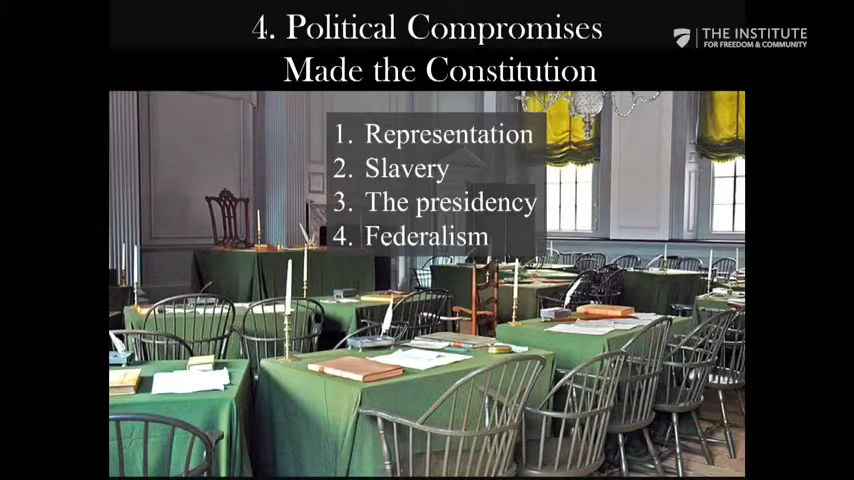 4. Political Compromises
Made the Constitution
THE INSTITUTE
FOR FREEDOM & COMMUNITY
1. Representation
2. Slavery
3. The presidency
4. Federalism